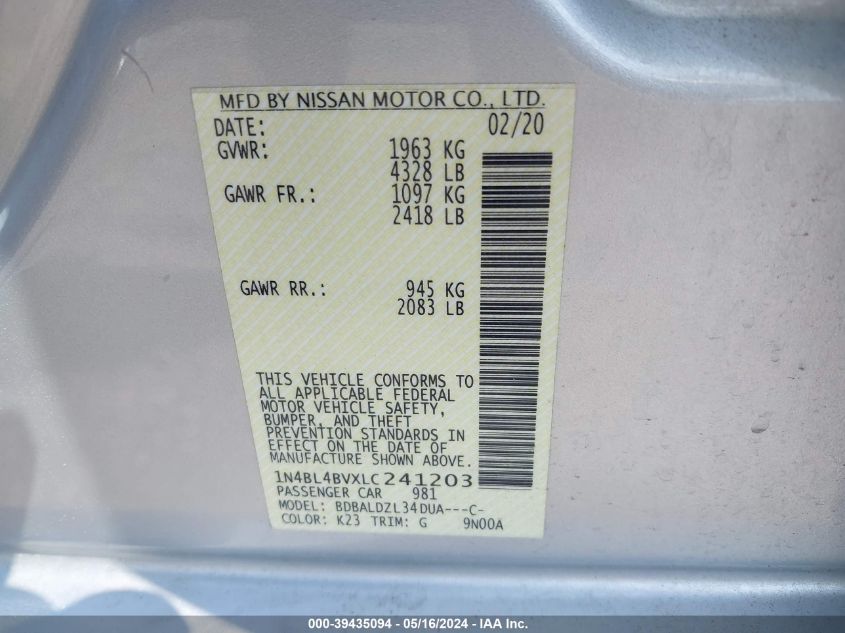 MFD BY NISSAN MOTOR CO., LTD.
DATE: 02/20
GVWR: 1963 KG
4328 LB
GAWR FR.: 1097 KG
2418 LB
GAWR RR.: 945 KG
2083 LB
THIS VEHICLE CONFORMS TO
ALL APPLICABLE FEDERAL
MOTOR VEHICLE SAFETY,
BUMPER, AND THEFT
PREVENTION STANDARDS IN
EFFECT ON THE DATE OF
MANUFACTURE SHOWN ABOVE.
1N4BL4BVXLC241203
PASSENGER CAR 981
MODEL: BDBALDZL34DUA---C-
COLOR: K23 TRIM: G 9N00A
000-39435094 - 05/16/2024 - IAA Inc.